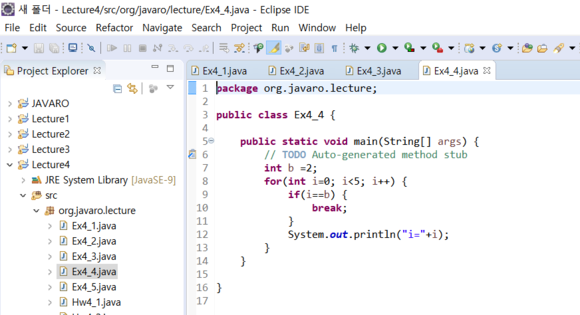 새 폴더 - Lecture4/src/org/javaro/lecture/Ex4_4.java - Eclipse IDE
File Edit Source Refactor Navigate Search Project Run Window Help
Project Explorer
JAVARO
Lecture1
Lecture2
Lecture3
Lecture4
JRE System Library [JavaSE-9]
src
org.javaro.lecture
Ex4_1.java
Ex4_2.java
Ex4_3.java
Ex4_4.java
Ex4_5.java
Hw4_1.java
Ex4_1.java Ex4_2.java Ex4_3.java Ex4_4.java
1 package org.javaro.lecture;
2
3 public class Ex4_4 {
4
5 public static void main(String[] args) {
6 // TODO Auto-generated method stub
7 int b =2;
8 for(int i=0; i<5; i++) {
9 if(i==b) {
10 break;
11 }
12 System.out.println("i="+i);
13 }
14 }
15
16 }
17